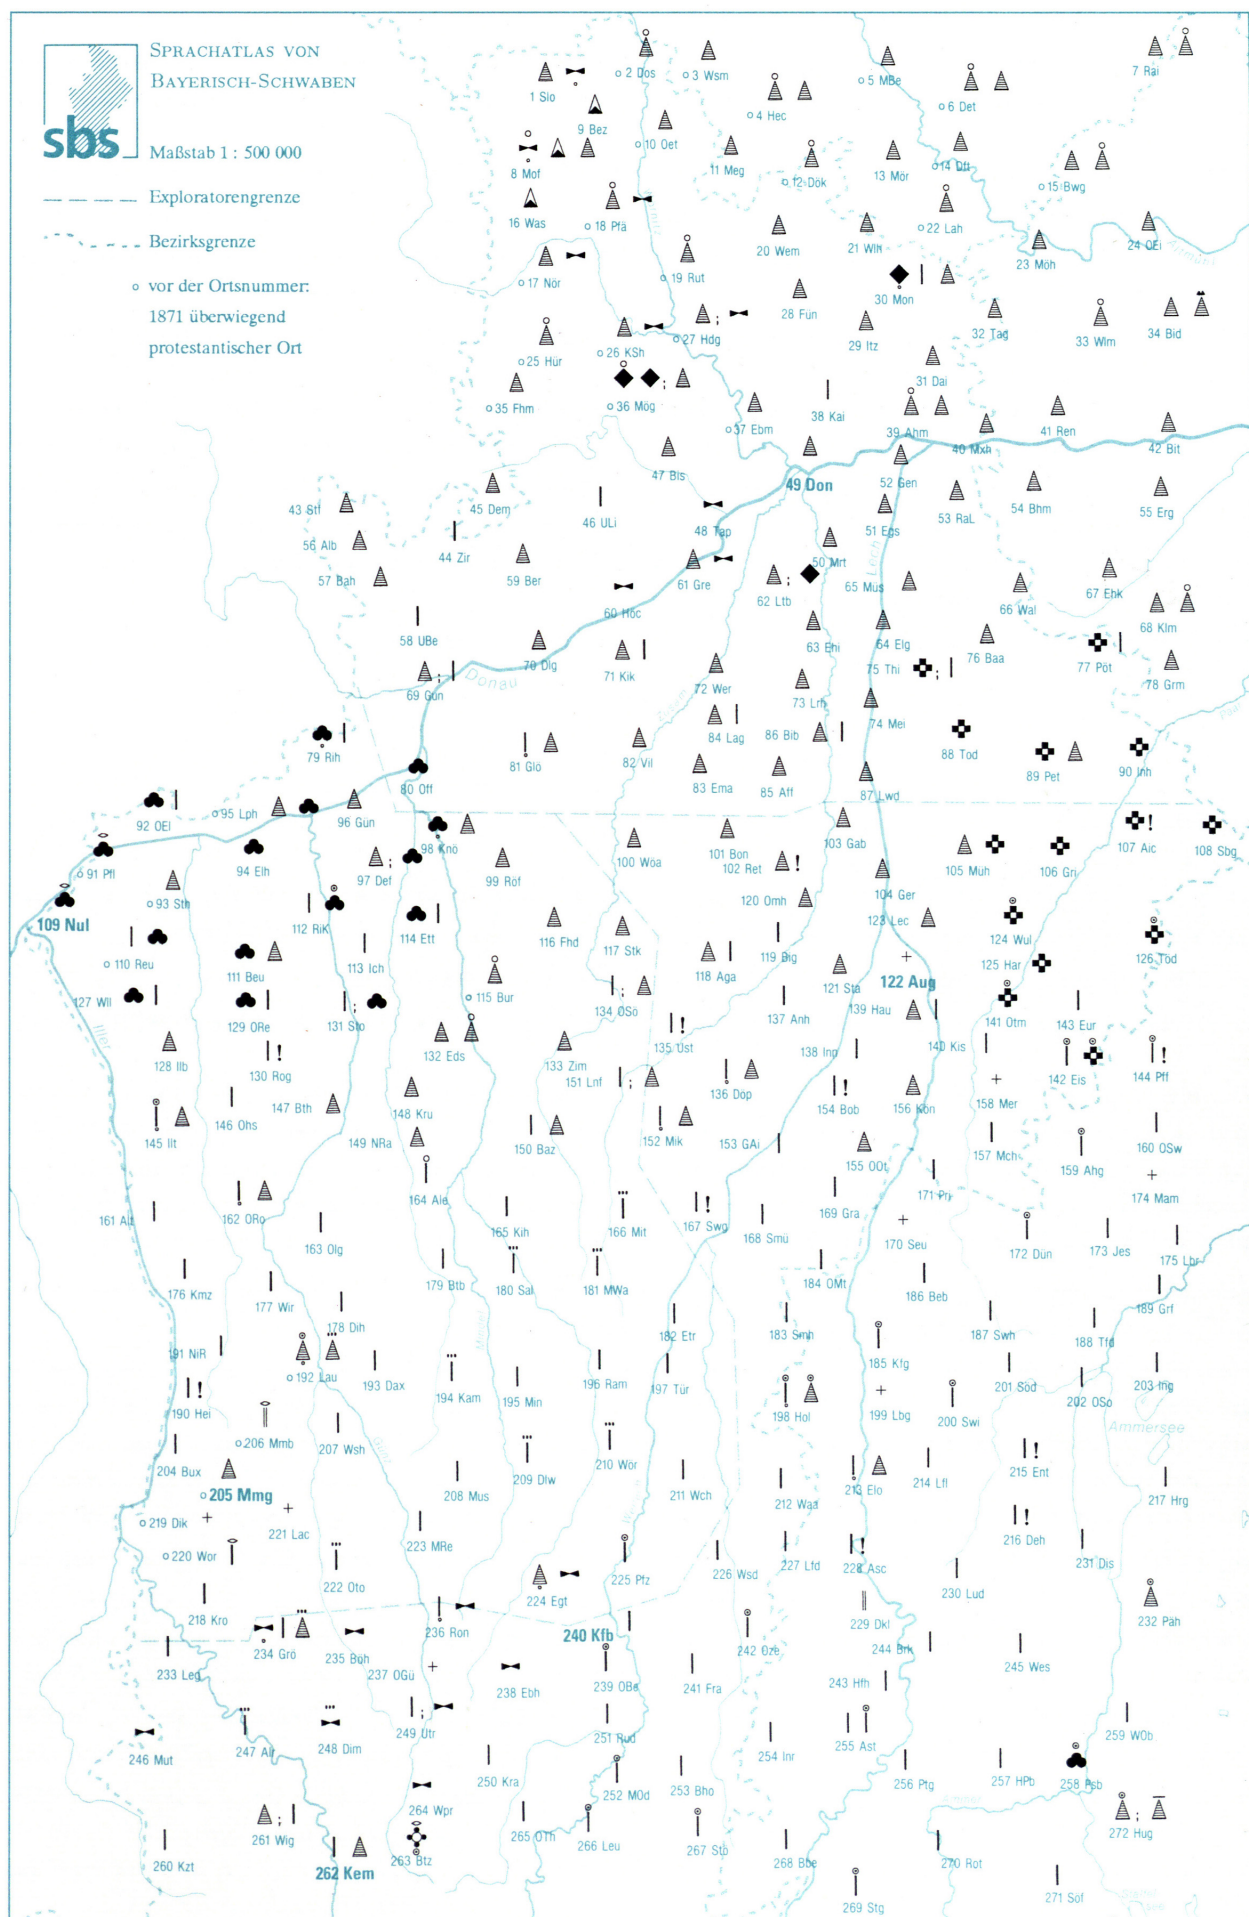 SPRACHATLAS VON
BAYERISCH-SCHWABEN
sbs
Maßstab 1 : 500 000
Exploratorengrenze
Bezirksgrenze
vor der Ortsnummer:
1871 überwiegend
protestantischer Ort
1 Slo
2 Dos
3 Wsm
4 Hec
5 MBe
6 Det
7 Rai
8 Mof
9 Bez
10 Oet
11 Meg
12 Dök
13 Mör
15 Bwg
16 Was
17 Nör
18 Pfä
19 Rut
20 Wem
21 Wlh
22 Lah
23 Möh
24 OEi
25 Hür
26 KSh
27 Hdg
28 Fün
29 Itz
30 Mon
31 Dai
32 Tag
33 Wlm
34 Bid
35 Fhm
36 Mög
37 Ebm
38 Kai
39 Ahm
40 Mxh
41 Ren
42 Bit
43 Stf
44 Zir
45 Dem
46 ULi
47 Bis
48 Tap
49 Don
50 Mrt
51 Egs
52 Gen
53 RaL
54 Bhm
55 Erg
56 Alb
57 Bah
58 UBe
59 Ber
60 Höc
61 Gre
62 Ltb
63 Ehi
64 Elg
65 Müs
66 Wal
67 Ehk
68 Klm
69 Gun
70 Dlg
71 Kik
72 Wer
73 Lrh
74 Mei
75 Thi
76 Baa
77 Pöt
78 Grm
Donau
Lech
79 Rih
80 Off
81 Glö
82 Vil
83 Ema
84 Lag
85 Aff
86 Bib
87 Lwd
88 Tod
89 Pet
90 Inh
91 Pfl
92 OEl
93 Sth
94 Elh
95 Lph
96 Gün
97 Def
98 Knö
99 Röf
100 Wöa
101 Bon
102 Ret
103 Gab
104 Ger
105 Müh
106 Gri
107 Aic
108 Sbg
109 Nul
110 Reu
111 Beu
112 RiK
113 Ich
114 Ett
115 Bur
116 Fhd
117 Stk
118 Aga
119 Big
120 Omh
121 Sta
122 Aug
123 Lec
124 Wul
125 Har
126 Töd
127 Wll
128 Ilb
129 ORe
130 Rog
131 Sto
132 Eds
133 Zim
134 OSö
135 Ust
136 Döp
137 Anh
138 Inn
139 Hau
140 Kis
141 Otm
142 Eis
143 Eur
144 Pff
145 Ilt
146 Ohs
147 Bth
148 Kru
149 NRa
150 Baz
151 Lnf
152 Mik
153 GAi
154 Bob
155 OOt
156 Kön
157 Mch
158 Mer
159 Ahg
160 OSw
Iller
161 Alt
162 ORo
163 Olg
164 Ale
165 Kih
166 Mit
167 Swg
168 Smü
169 Gra
170 Seu
171 Pri
172 Dün
173 Jes
174 Mam
175 Lbr
176 Kmz
177 Wir
178 Dih
179 Btb
180 Sal
181 MWa
182 Etr
183 Smh
184 OMt
185 Kfg
186 Beb
187 Swh
188 Tfd
189 Grf
190 Hei
191 NiR
192 Lau
193 Dax
194 Kam
195 Min
196 Ram
197 Tür
198 Hol
199 Lbg
200 Swi
201 Söd
202 OSo
203 Ing
Ammersee
204 Bux
205 Mmg
206 Mmb
207 Wsh
208 Mus
209 Dlw
210 Wör
211 Wch
212 Waa
213 Elo
214 Lfl
215 Ent
216 Deh
217 Hrg
218 Kro
219 Dik
220 Wor
221 Lac
222 Oto
223 MRe
224 Egt
225 Pfz
226 Wsd
227 Lfd
228 Asc
229 Dkl
230 Lud
231 Dis
232 Päh
233 Leg
234 Grö
235 Böh
236 Ron
237 OGü
238 Ebh
239 OBe
240 Kfb
241 Fra
242 Oze
243 Hfh
244 Brk
245 Wes
246 Mut
247 Alr
248 Dim
249 Utr
250 Kra
251 Rud
252 MOd
253 Bho
254 Inr
255 Ast
256 Ptg
257 HPb
258 Psb
259 WOb
260 Kzt
261 Wig
262 Kem
263 Btz
264 Wpr
265 OTh
266 Leu
267 Stö
268 Bbe
269 Stg
270 Rot
271 Söf
272 Hug